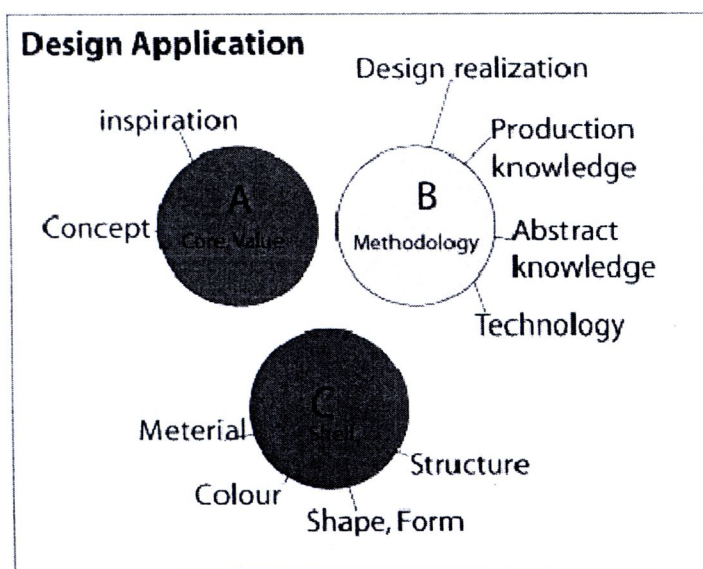 Design Application
Design realization
inspiration
Production
knowledge
A
B
Concept
Core, Value
Methodology
Abstract
knowledge
Technology
C
Shell
Meterial
Structure
Colour
Shape, Form